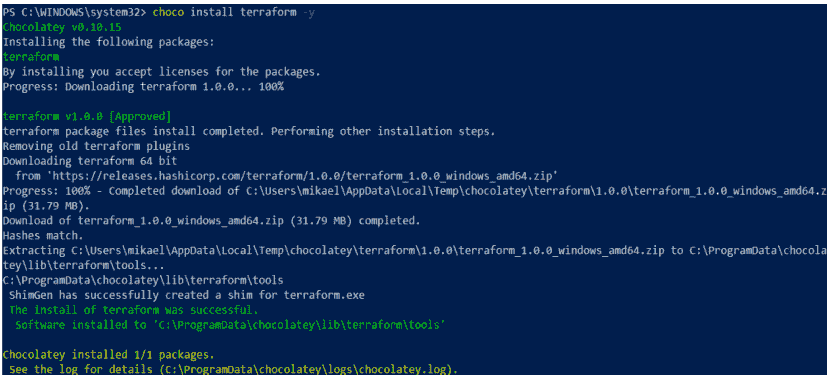 PS C:\WINDOWS\system32> choco install terraform -y
Chocolatey v0.10.15
Installing the following packages:
terraform
By installing you accept licenses for the packages.
Progress: Downloading terraform 1.0.0... 100%
terraform v1.0.0 [Approved]
terraform package files install completed. Performing other installation steps.
Removing old terraform plugins
Downloading terraform 64 bit
  from 'https://releases.hashicorp.com/terraform/1.0.0/terraform_1.0.0_windows_amd64.zip'
Progress: 100% - Completed download of C:\Users\mikael\AppData\Local\Temp\chocolatey\terraform\1.0.0\terraform_1.0.0_windows_amd64.z
ip (31.79 MB).
Download of terraform_1.0.0_windows_amd64.zip (31.79 MB) completed.
Hashes match.
Extracting C:\Users\mikael\AppData\Local\Temp\chocolatey\terraform\1.0.0\terraform_1.0.0_windows_amd64.zip to C:\ProgramData\chocola
tey\lib\terraform\tools...
C:\ProgramData\chocolatey\lib\terraform\tools
 ShimGen has successfully created a shim for terraform.exe
 The install of terraform was successful.
  Software installed to 'C:\ProgramData\chocolatey\lib\terraform\tools'
Chocolatey installed 1/1 packages.
 See the log for details (C:\ProgramData\chocolatey\logs\chocolatey.log).